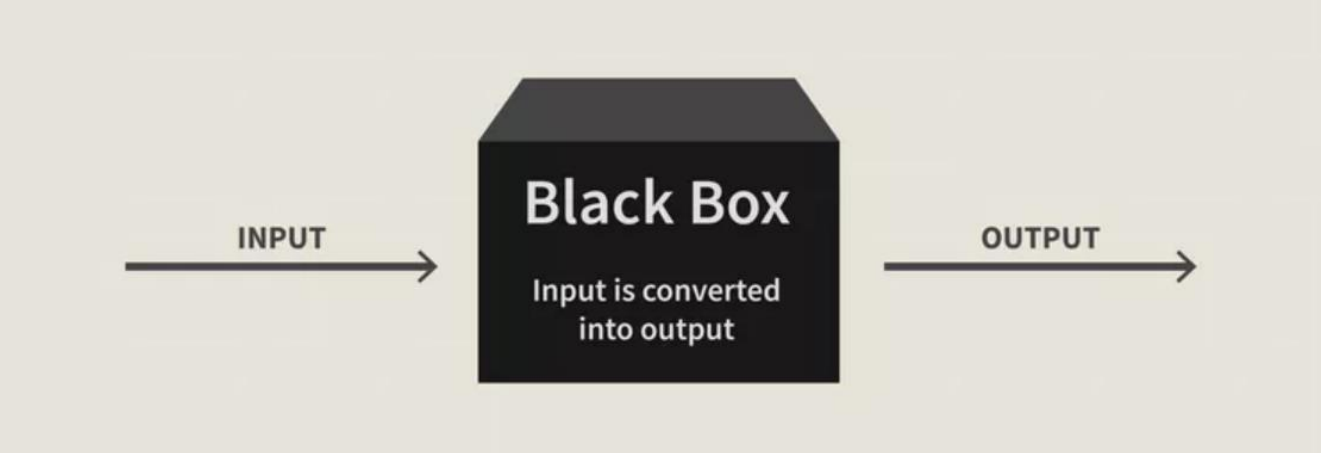 INPUT
Black Box
Input is converted
into output
OUTPUT